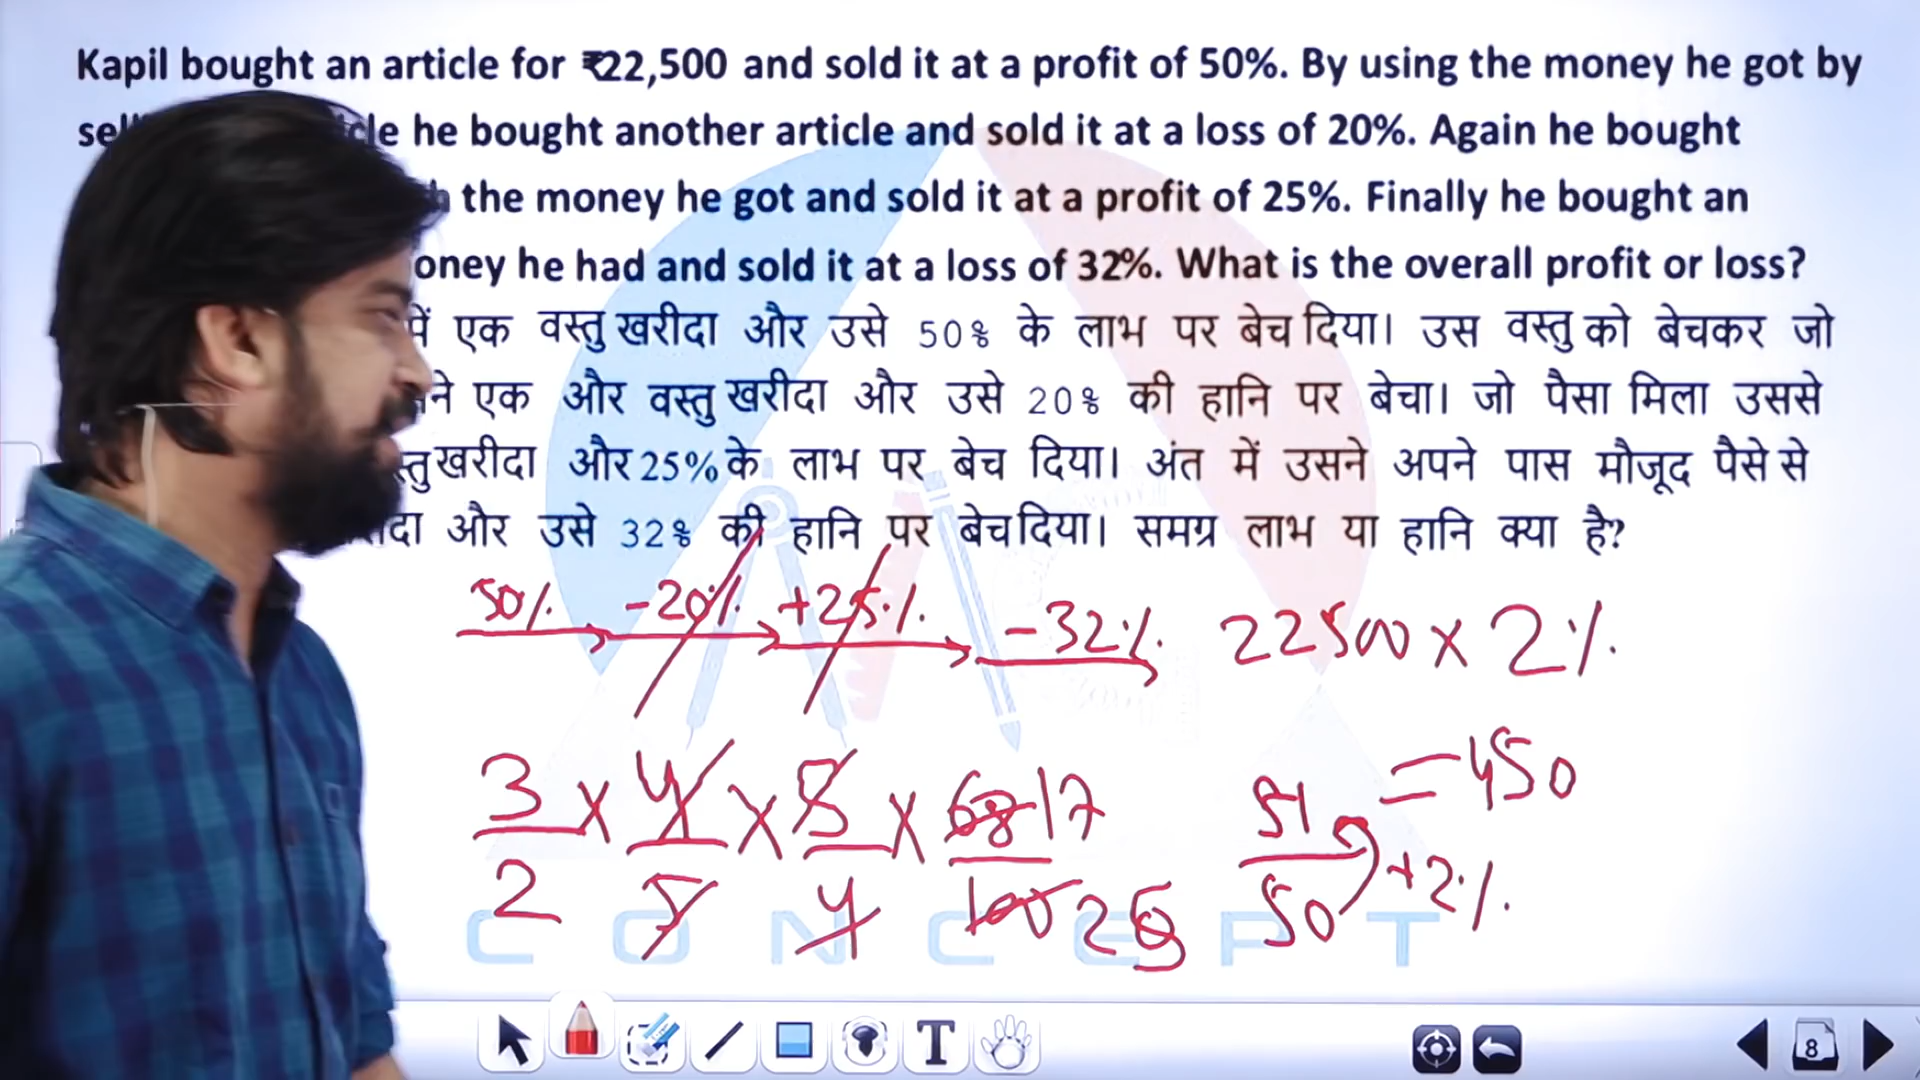 Kapil bought an article for ₹22,500 and sold it at a profit of 50%. By using the money he got by
he bought another article and sold it at a loss of 20%. Again he bought
the money he got and sold it at a profit of 25%. Finally he bought an
he had and sold it at a loss of 32%. What is the overall profit or loss?
में एक वस्तु खरीदा और उसे 50% के लाभ पर बेच दिया। उस वस्तु को बेचकर जो
एक और वस्तु खरीदा और उसे 20% की हानि पर बेचा। जो पैसा मिला उससे
खरीदा और 25% के लाभ पर बेच दिया। अंत में उसने अपने पास मौजूद पैसे से
और उसे 32% की हानि पर बेच दिया। समग्र लाभ या हानि क्या है?
50% -20% +25% -32% 22500 × 2%
= 450
3 × 4 × 5 × 68 17 51
2 5 4 100 25 50 +2%
CONCEPT
T 8